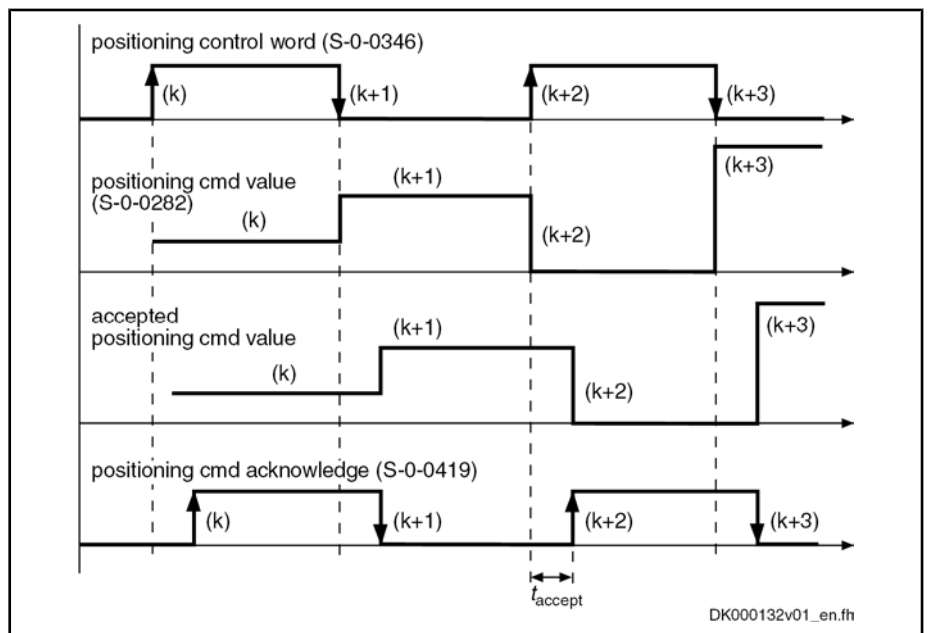 positioning control word (S-0-0346)
(k)
(k+1)
(k+2)
(k+3)
positioning cmd value
(S-0-0282)
(k)
(k+1)
(k+2)
(k+3)
accepted
positioning cmd value
(k)
(k+1)
(k+2)
(k+3)
positioning cmd acknowledge (S-0-0419)
(k)
(k+1)
(k+2)
(k+3)
taccept
DK000132v01_en.fh